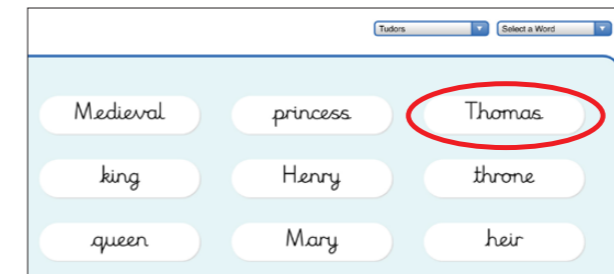 Tudors Select a Word
Medieval princess Thomas
king Henry throne
queen Mary heir